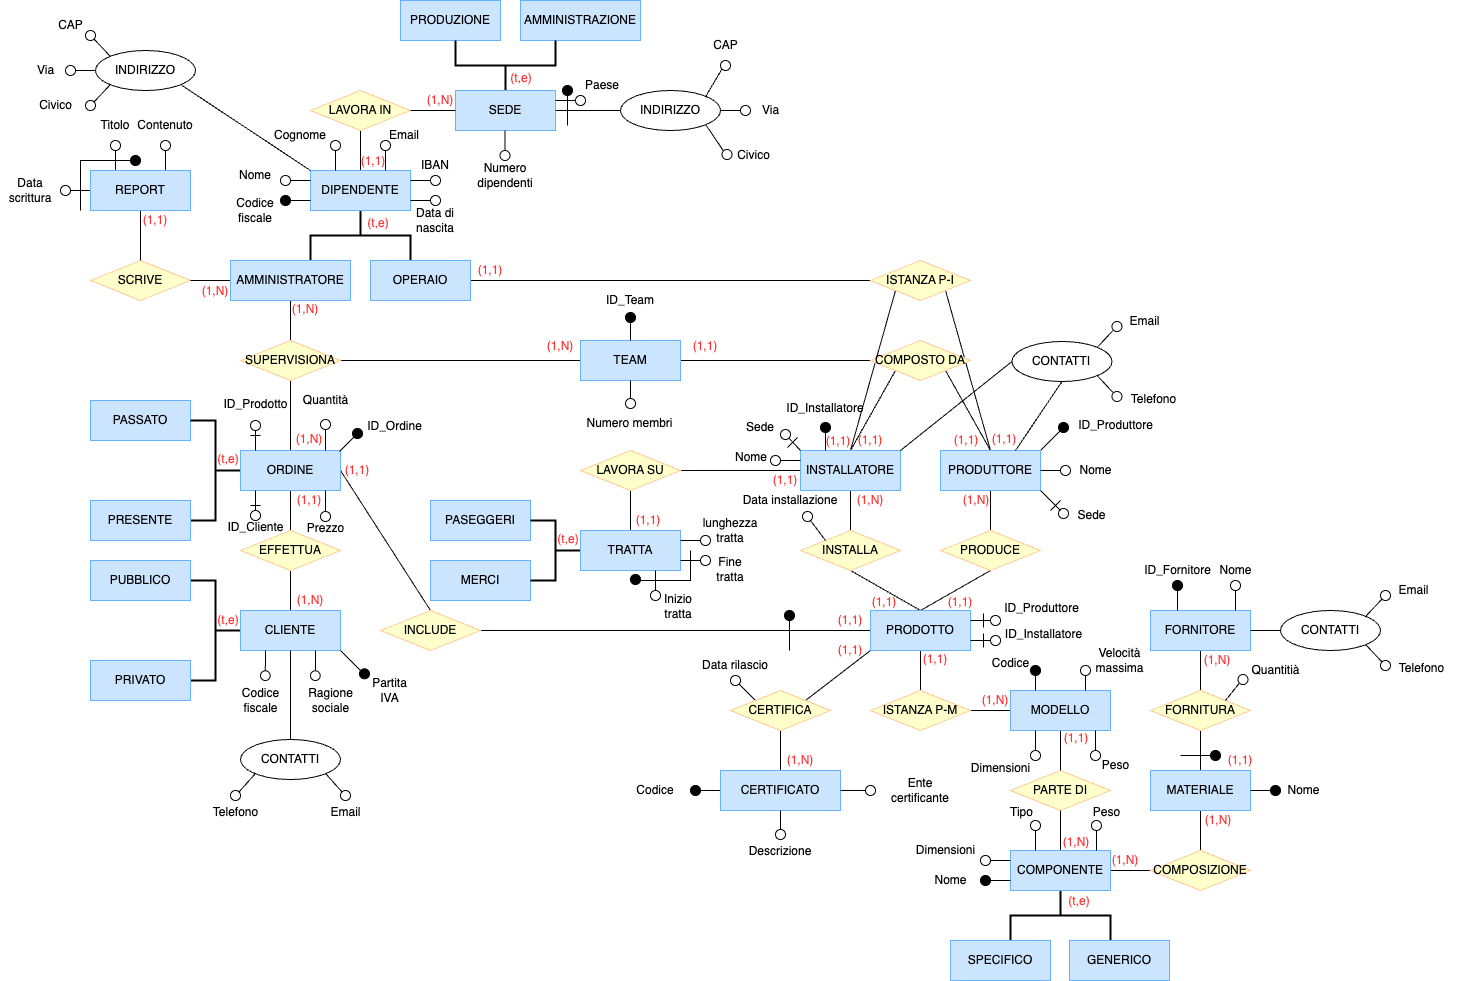 PRODUZIONE
AMMINISTRAZIONE
CAP
INDIRIZZO
Via
Civico
(t,e)
Paese
CAP
LAVORA IN
(1,N)
SEDE
INDIRIZZO
Via
Civico
Numero
dipendenti
Titolo
Contenuto
Cognome
Email
(1,1)
IBAN
Nome
Codice
fiscale
DIPENDENTE
Data di
nascita
Data
scrittura
REPORT
(1,1)
(t,e)
SCRIVE
(1,N)
AMMINISTRATORE
(1,N)
OPERAIO
(1,1)
ISTANZA P-I
ID_Team
SUPERVISIONA
(1,N)
TEAM
(1,1)
COMPOSTO DA
Numero membri
CONTATTI
Email
Telefono
PASSATO
ID_Prodotto
Quantità
ID_Ordine
(1,N)
(t,e)
ORDINE
(1,1)
(1,1)
PRESENTE
ID_Cliente
Prezzo
ID_Installatore
Sede
Nome
(1,1)
(1,1)
(1,1)
INSTALLATORE
(1,N)
(1,1)
(1,1)
ID_Produttore
PRODUTTORE
Nome
(1,N)
Sede
LAVORA SU
(1,1)
Data installazione
PASEGGERI
(t,e)
TRATTA
MERCI
lunghezza
tratta
Fine
tratta
Inizio
tratta
EFFETTUA
INSTALLA
PRODUCE
PUBBLICO
(1,N)
(t,e)
CLIENTE
PRIVATO
Codice
fiscale
Ragione
sociale
Partita
IVA
CONTATTI
Telefono
Email
INCLUDE
(1,1)
(1,1)
(1,1)
PRODOTTO
ID_Produttore
ID_Installatore
(1,1)
(1,1)
Data rilascio
CERTIFICA
(1,N)
Codice
CERTIFICATO
Ente
certificante
Descrizione
ISTANZA P-M
(1,N)
Codice
Velocità
massima
MODELLO
(1,1)
Dimensioni
Peso
PARTE DI
Tipo
Peso
(1,N)
Dimensioni
Nome
COMPONENTE
(1,N)
COMPOSIZIONE
(t,e)
SPECIFICO
GENERICO
ID_Fornitore
Nome
FORNITORE
CONTATTI
Email
Telefono
(1,N)
Quantitià
FORNITURA
(1,1)
MATERIALE
Nome
(1,N)